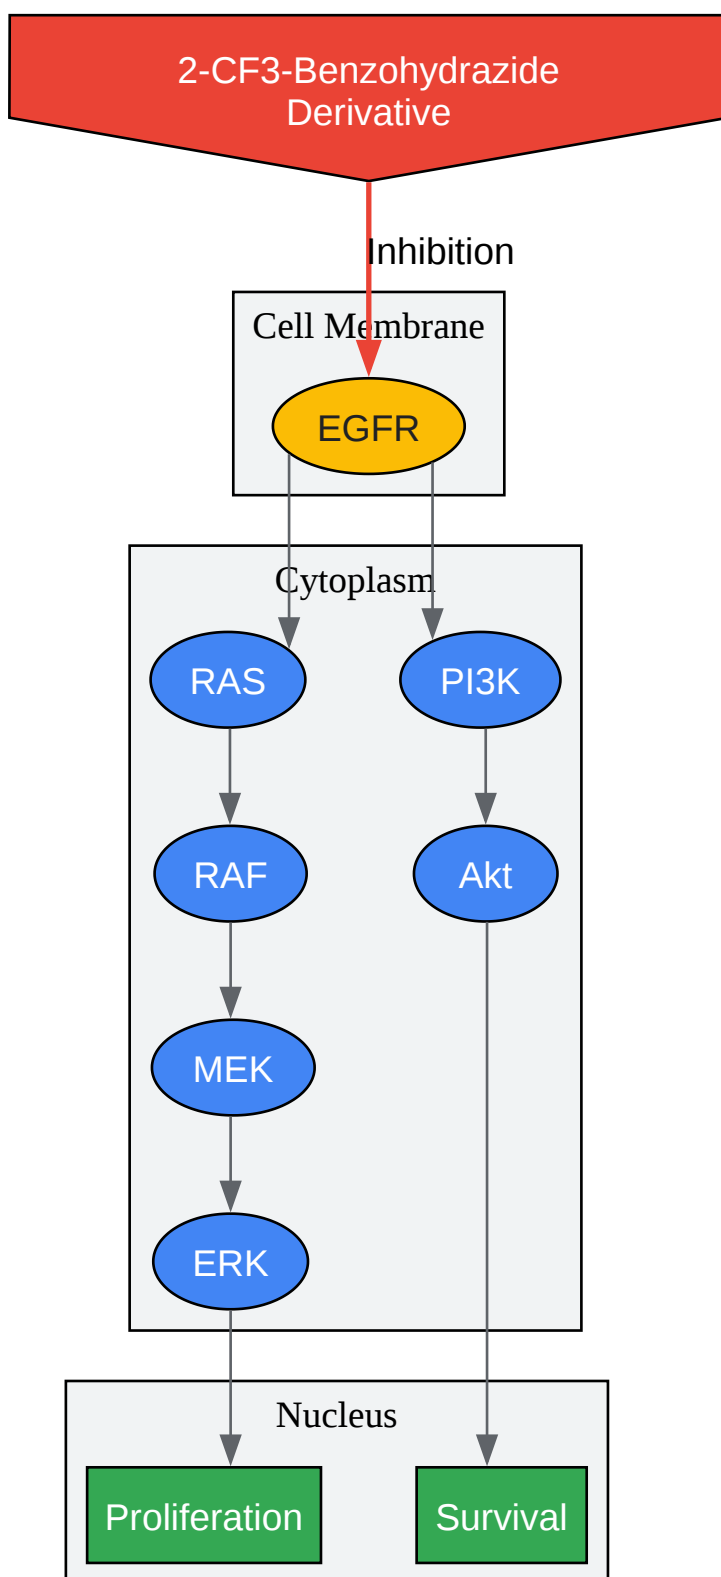 2-CF3-Benzohydrazide
Derivative
Inhibition
Cell Membrane
EGFR
Cytoplasm
RAS
PI3K
RAF
Akt
MEK
ERK
Nucleus
Proliferation
Survival